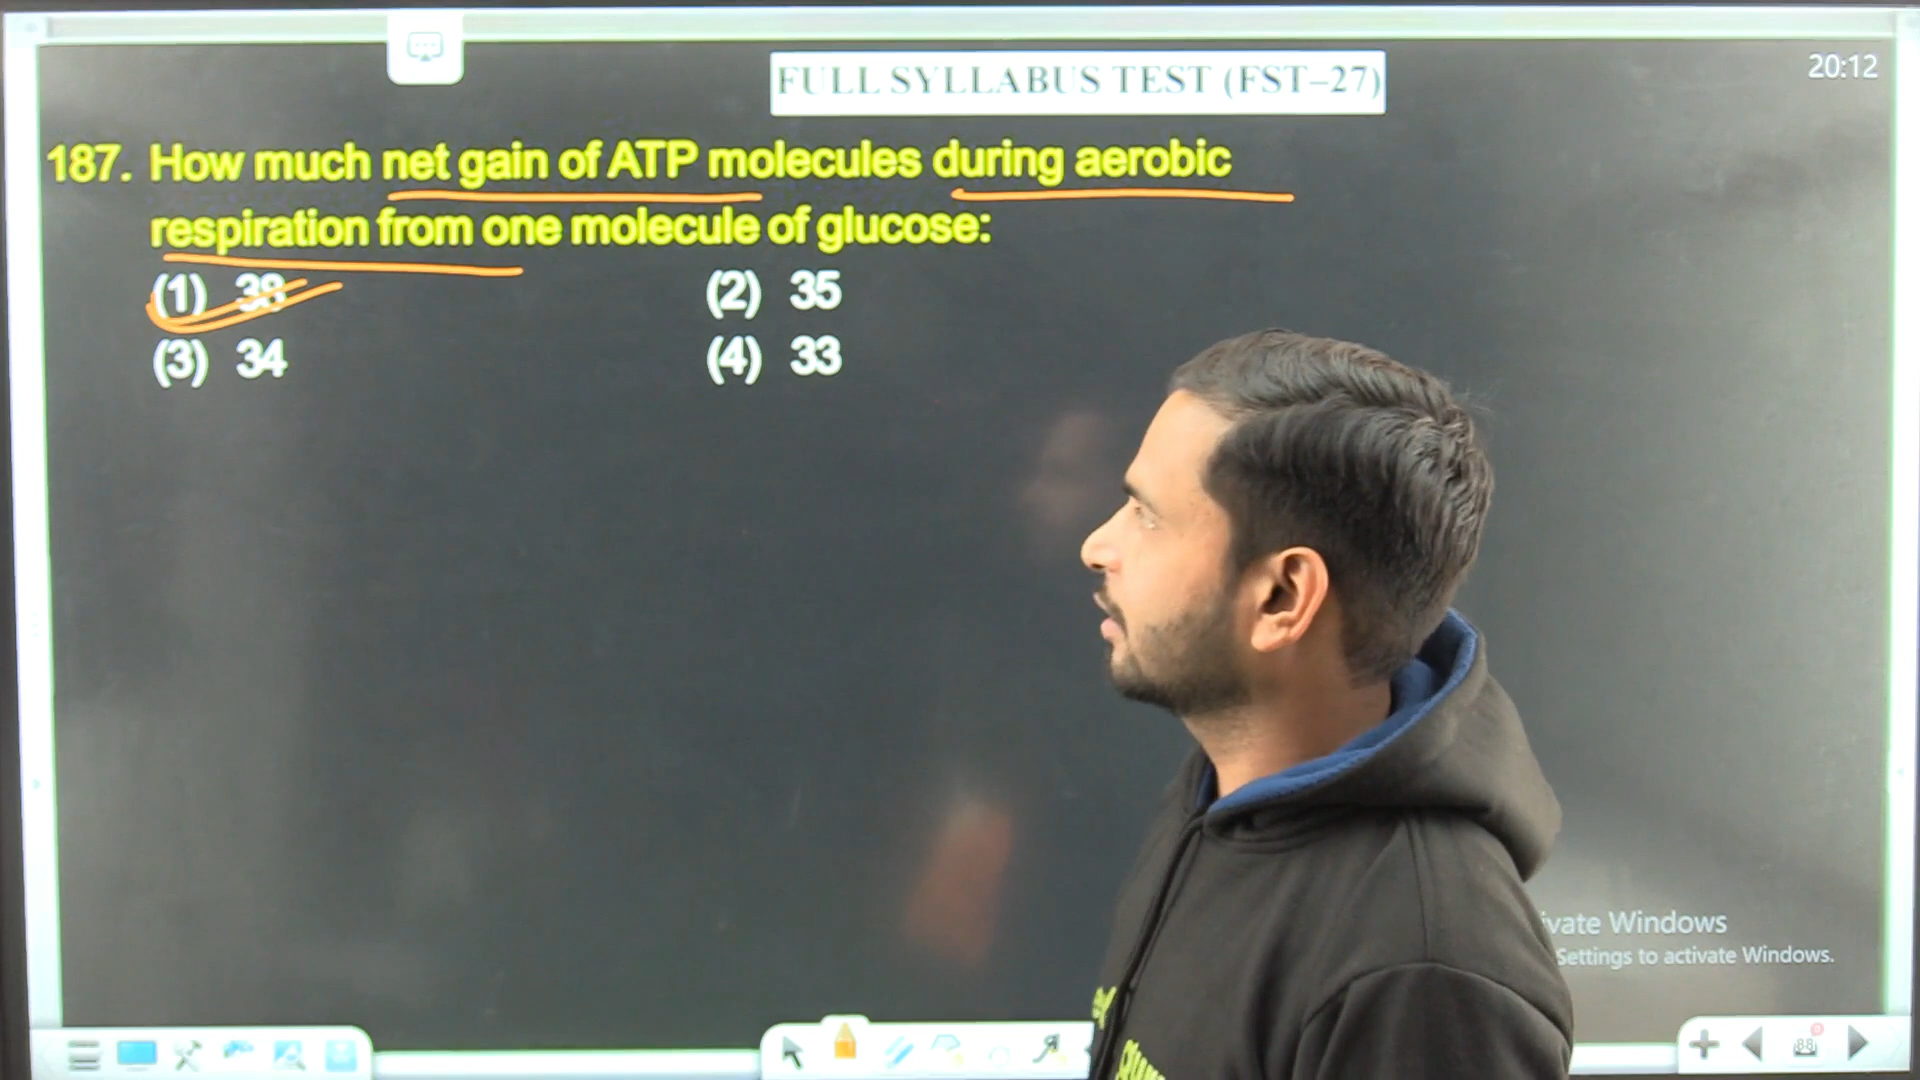 FULL SYLLABUS TEST (FST–27)
20:12
187. How much net gain of ATP molecules during aerobic
respiration from one molecule of glucose:
(1) 38 (2) 35
(3) 34 (4) 33
Windows
Settings to activate Windows.
88